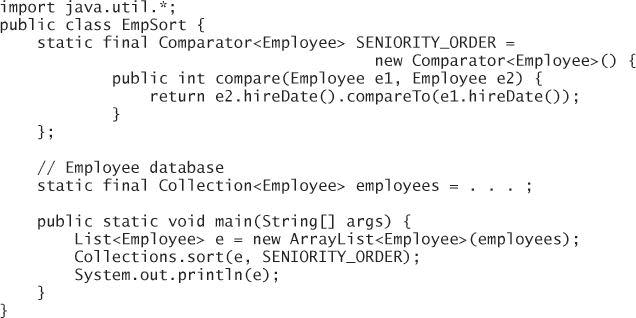 import java.util.*;
public class EmpSort {
    static final Comparator<Employee> SENIORITY_ORDER =
                                        new Comparator<Employee>() {
            public int compare(Employee e1, Employee e2) {
                return e2.hireDate().compareTo(e1.hireDate());
            }
    };

    // Employee database
    static final Collection<Employee> employees = . . . ;

    public static void main(String[] args) {
        List<Employee> e = new ArrayList<Employee>(employees);
        Collections.sort(e, SENIORITY_ORDER);
        System.out.println(e);
    }
}